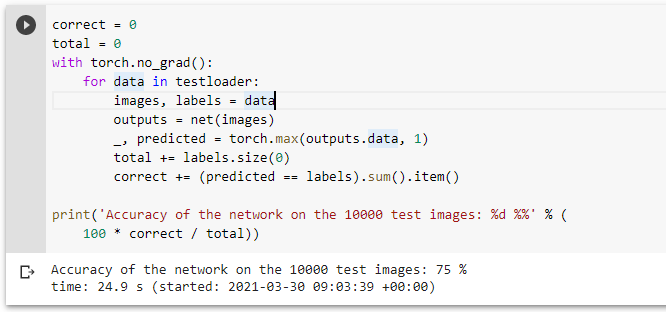 correct = 0
total = 0
with torch.no_grad():
    for data in testloader:
        images, labels = data
        outputs = net(images)
        _, predicted = torch.max(outputs.data, 1)
        total += labels.size(0)
        correct += (predicted == labels).sum().item()

print('Accuracy of the network on the 10000 test images: %d %%' % (
    100 * correct / total))
Accuracy of the network on the 10000 test images: 75 %
time: 24.9 s (started: 2021-03-30 09:03:39 +00:00)